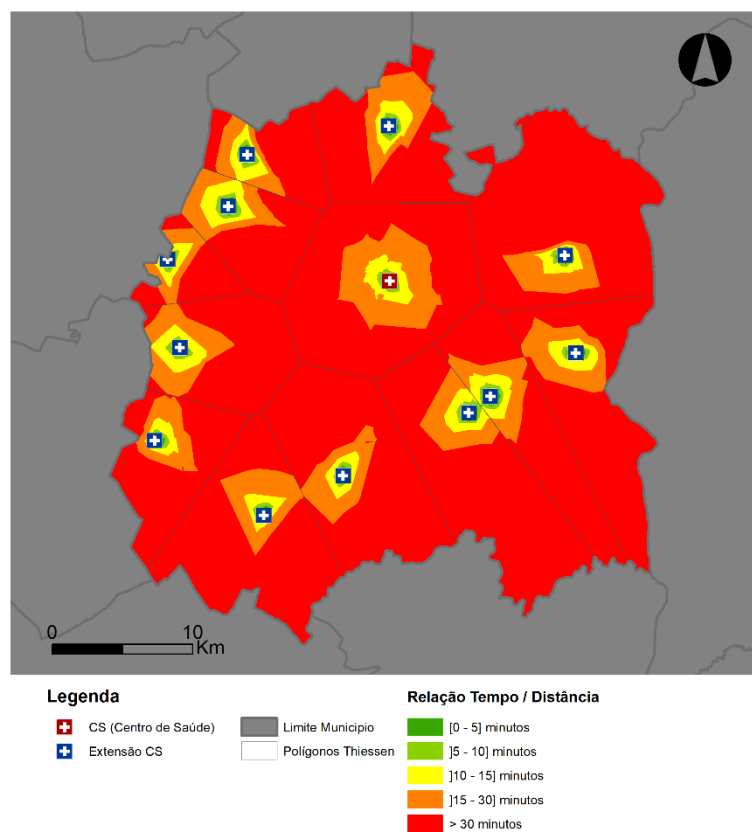 0 10
Km
Legenda
CS (Centro de Saúde)
Extensão CS
Limite Municipio
Polígonos Thiessen
Relação Tempo / Distância
]0 - 5] minutos
]5 - 10] minutos
]10 - 15] minutos
]15 - 30] minutos
> 30 minutos